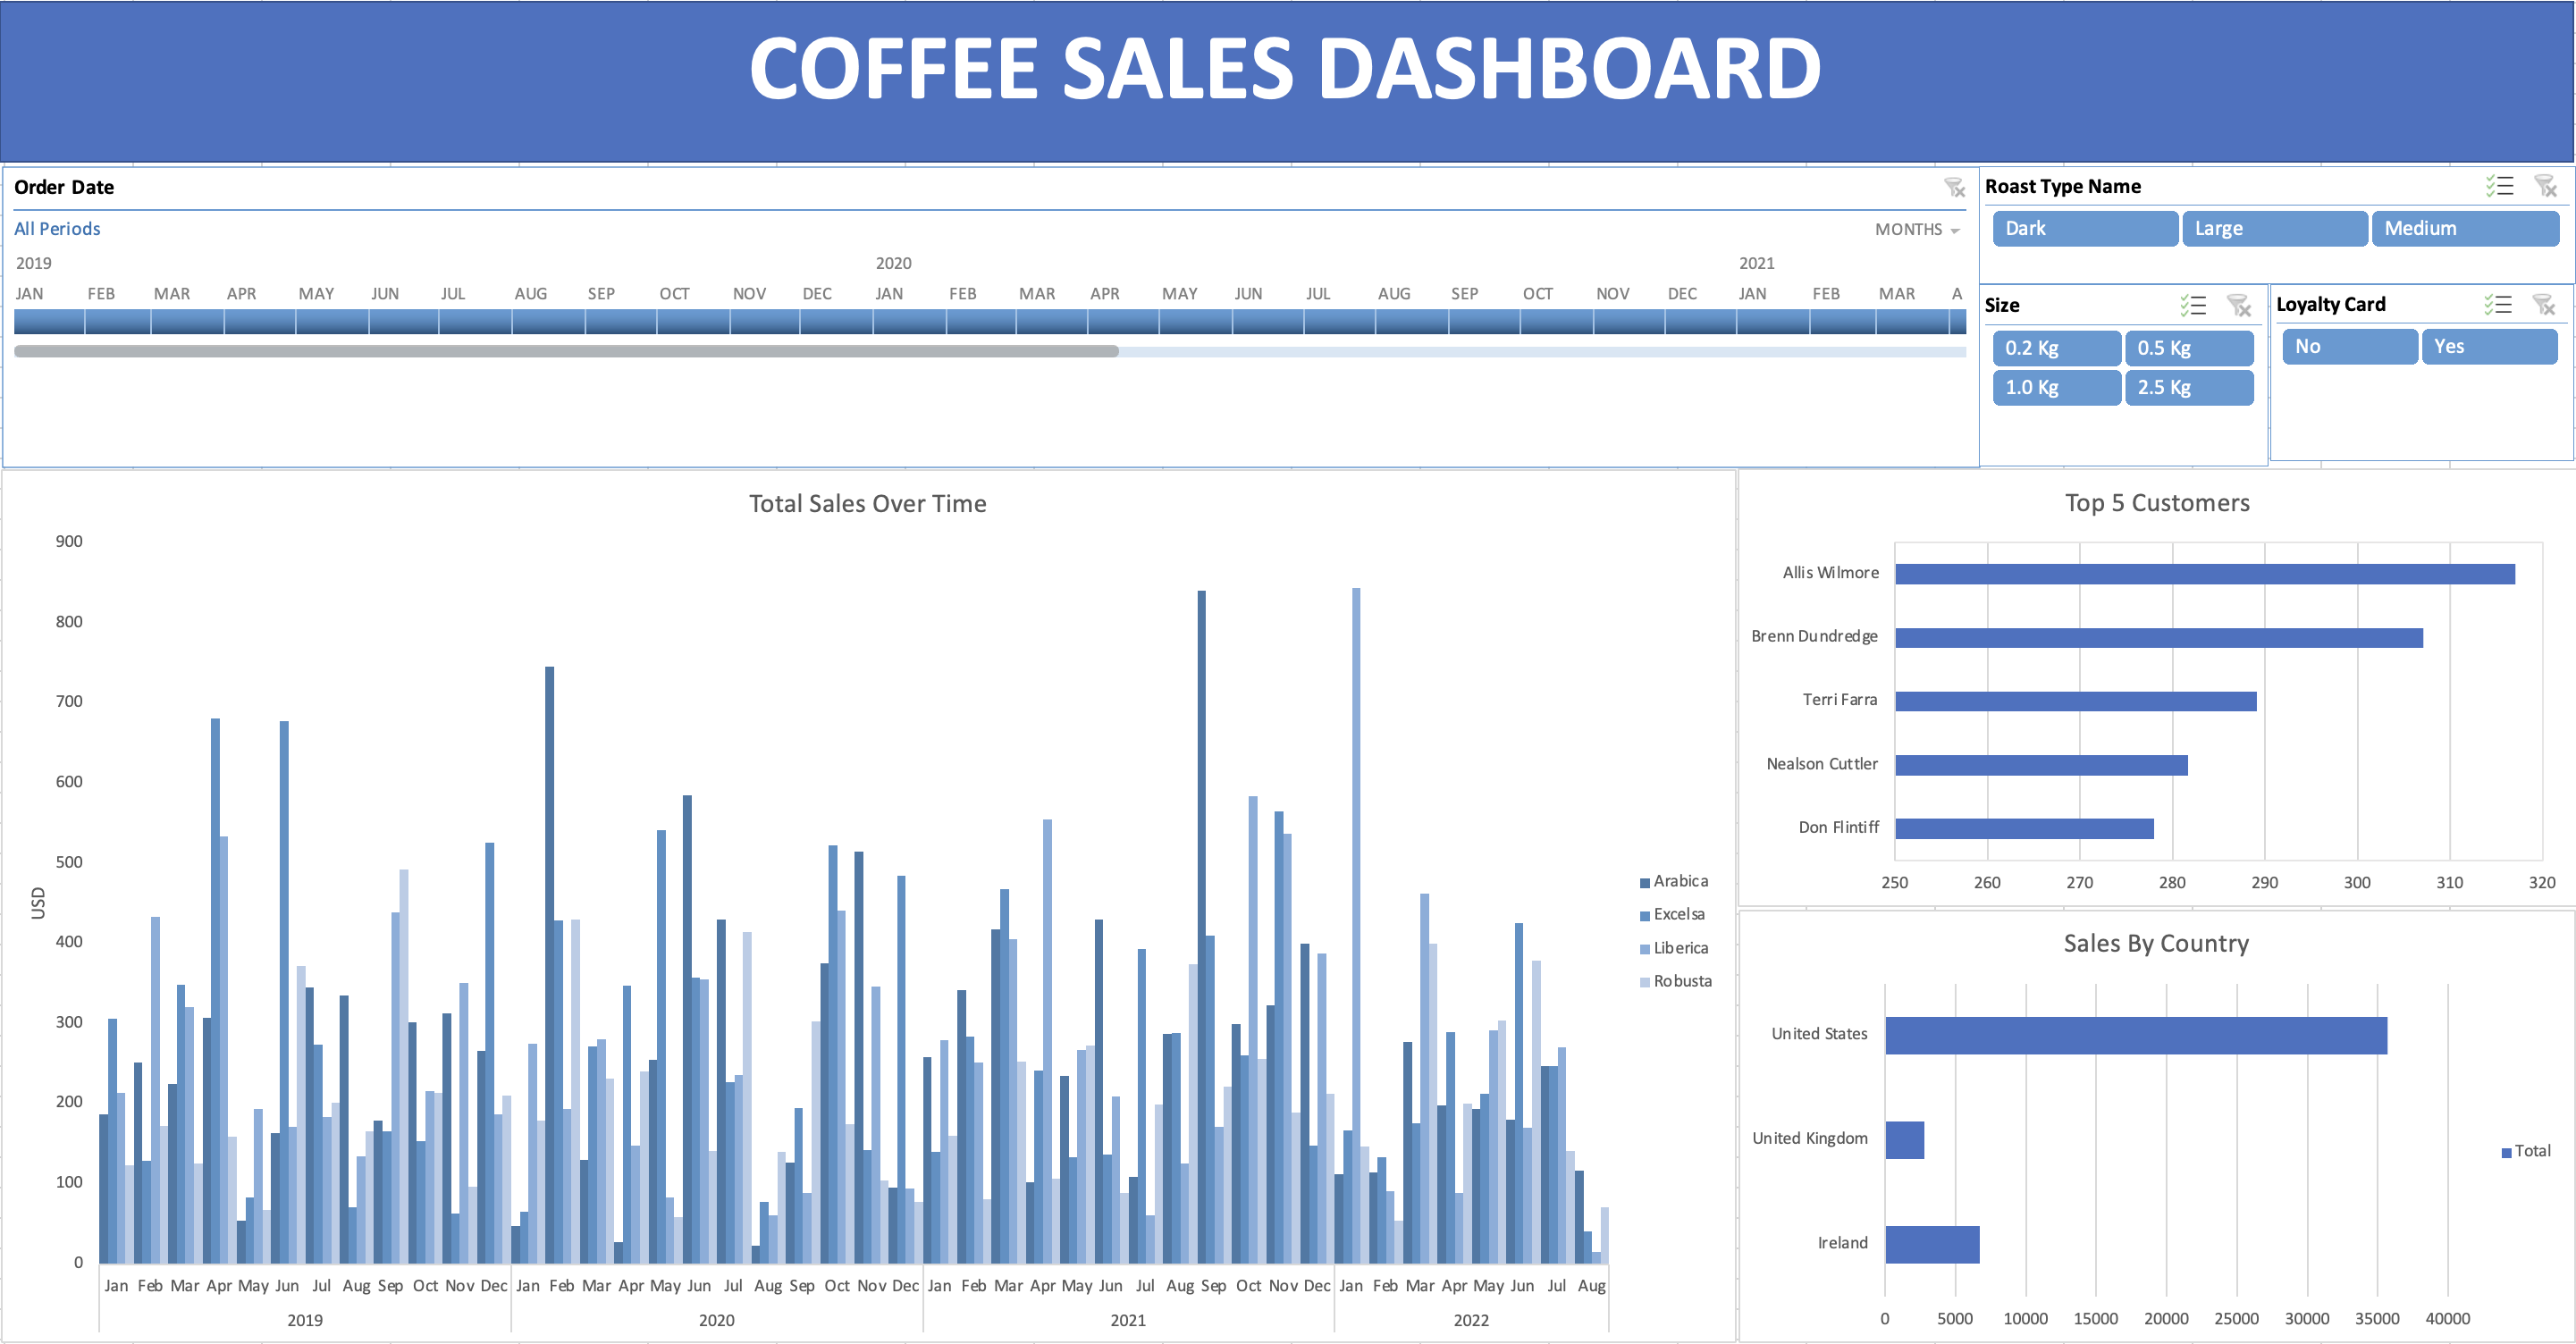 COFFEE SALES DASHBOARD
Order Date
All Periods
MONTHS
2019 2020 2021
JAN FEB MAR APR MAY JUN JUL AUG SEP OCT NOV DEC JAN FEB MAR APR MAY JUN JUL AUG SEP OCT NOV DEC JAN FEB MAR A
Roast Type Name
Dark Large Medium
Size
0.2 Kg 0.5 Kg
1.0 Kg 2.5 Kg
Loyalty Card
No Yes
Total Sales Over Time
900
800
700
600
500
400
300
200
100
0
USD
Jan Feb Mar Apr May Jun Jul Aug Sep Oct Nov Dec Jan Feb Mar Apr May Jun Jul Aug Sep Oct Nov Dec Jan Feb Mar Apr May Jun Jul Aug Sep Oct Nov Dec Jan Feb Mar Apr May Jun Jul Aug
2019 2020 2021 2022
Arabica
Excelsa
Liberica
Robusta
Top 5 Customers
Allis Wilmore
Brenn Dundredge
Terri Farra
Nealson Cuttler
Don Flintiff
250 260 270 280 290 300 310 320
Sales By Country
United States
United Kingdom
Ireland
0 5000 10000 15000 20000 25000 30000 35000 40000
Total